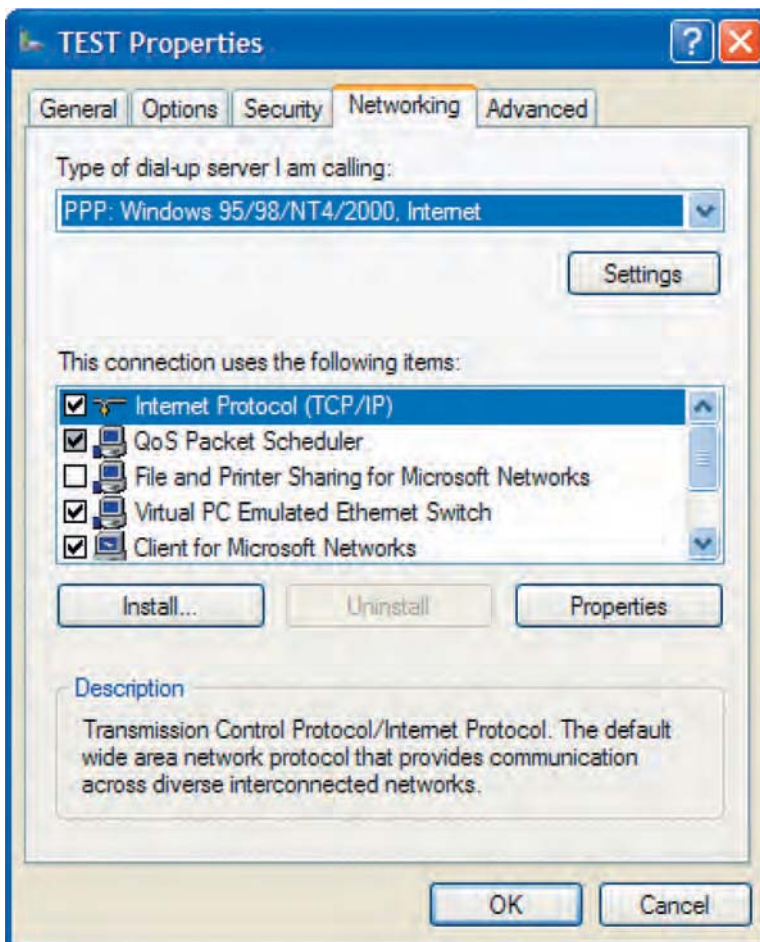 TEST Properties
General Options Security Networking Advanced
Type of dial-up server I am calling:
PPP: Windows 95/98/NT4/2000, Internet
Settings
This connection uses the following items:
Internet Protocol (TCP/IP)
QoS Packet Scheduler
File and Printer Sharing for Microsoft Networks
Virtual PC Emulated Ethernet Switch
Client for Microsoft Networks
Install... Uninstall Properties
Description
Transmission Control Protocol/Internet Protocol. The default
wide area network protocol that provides communication
across diverse interconnected networks.
OK Cancel